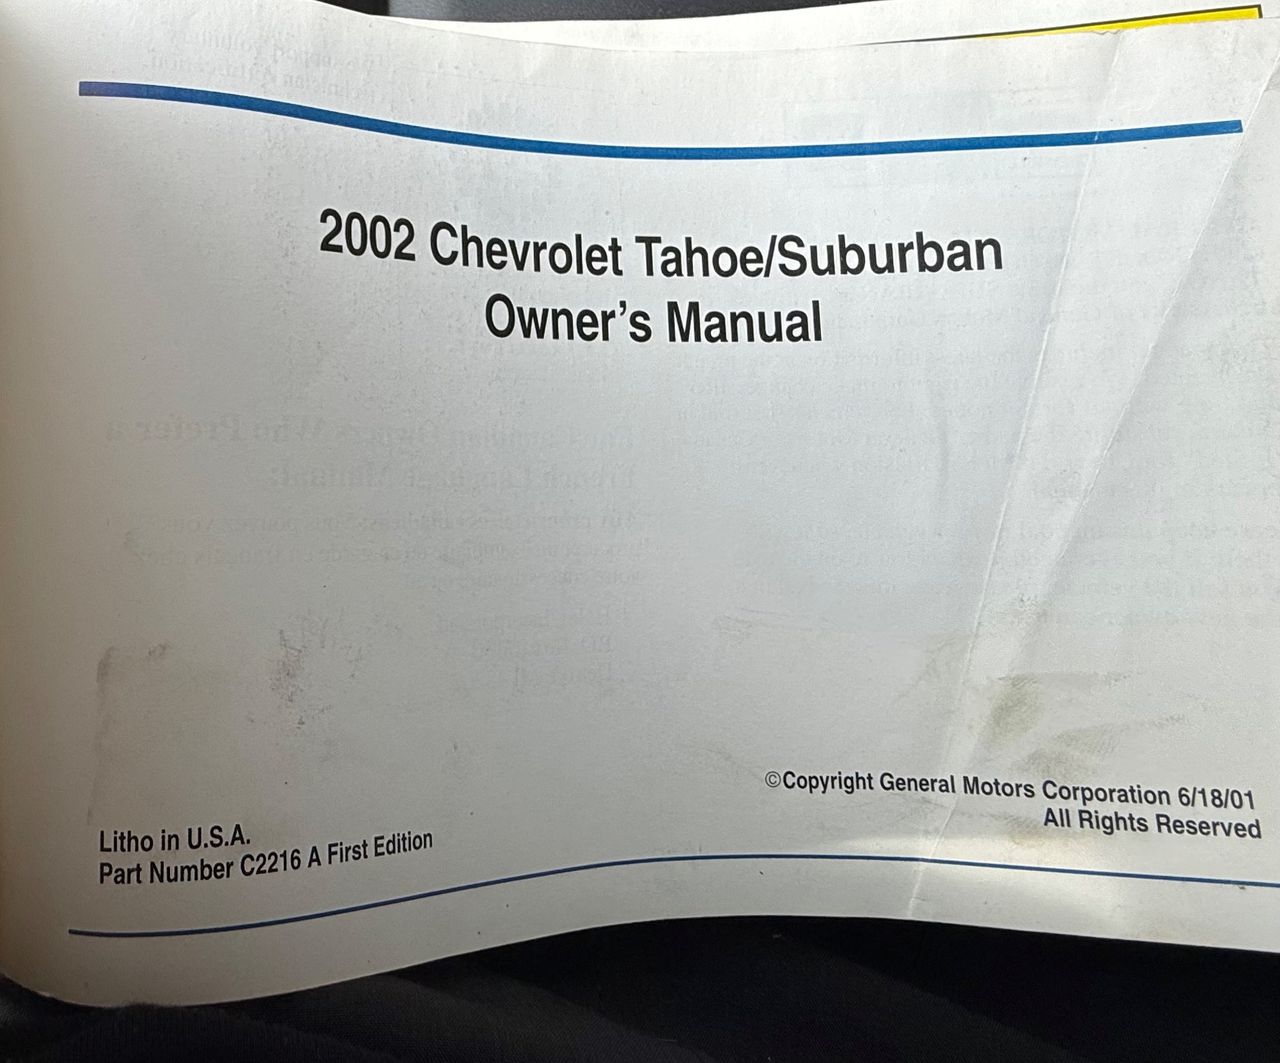 2002 Chevrolet Tahoe/Suburban
Owner’s Manual
©Copyright General Motors Corporation 6/18/01
All Rights Reserved
Litho in U.S.A.
Part Number C2216 A First Edition